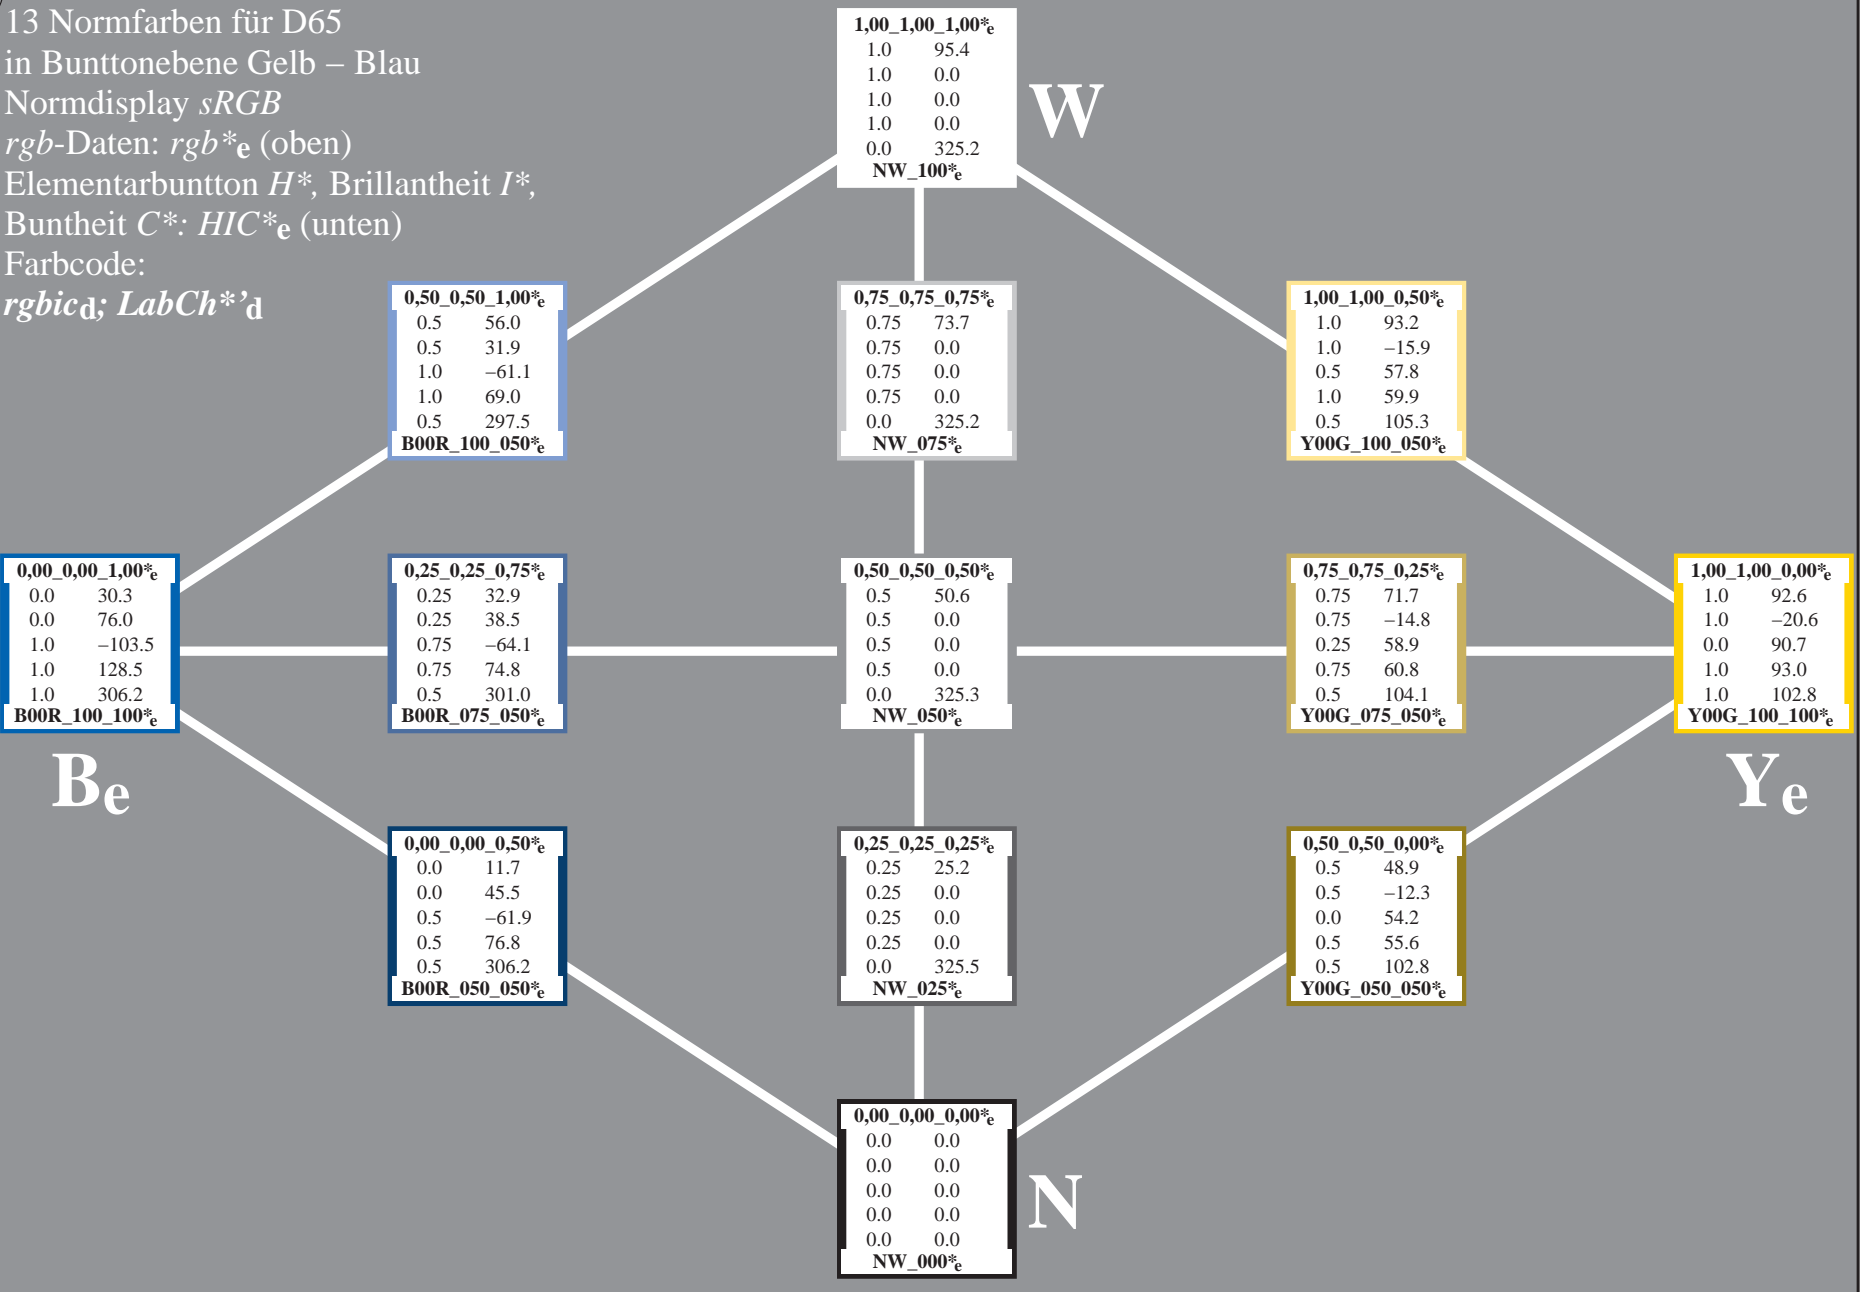 13 Normfarben für D65
in Bunttonebene Gelb – Blau
Normdisplay sRGB
rgb-Daten: rgb*e (oben)
Elementarbuntton H*, Brillantheit I*,
Buntheit C*: HIC*e (unten)
Farbcode:
rgbicd; LabCh*’d
1,00_1,00_1,00*e
1.0 95.4
1.0 0.0
1.0 0.0
1.0 0.0
0.0 325.2
NW_100*e
W
0,50_0,50_1,00*e
0.5 56.0
0.5 31.9
1.0 −61.1
1.0 69.0
0.5 297.5
B00R_100_050*e
0,75_0,75_0,75*e
0.75 73.7
0.75 0.0
0.75 0.0
0.75 0.0
0.0 325.2
NW_075*e
1,00_1,00_0,50*e
1.0 93.2
1.0 −15.9
0.5 57.8
1.0 59.9
0.5 105.3
Y00G_100_050*e
0,00_0,00_1,00*e
0.0 30.3
0.0 76.0
1.0 −103.5
1.0 128.5
1.0 306.2
B00R_100_100*e
Be
0,25_0,25_0,75*e
0.25 32.9
0.25 38.5
0.75 −64.1
0.75 74.8
0.5 301.0
B00R_075_050*e
0,50_0,50_0,50*e
0.5 50.6
0.5 0.0
0.5 0.0
0.5 0.0
0.0 325.3
NW_050*e
0,75_0,75_0,25*e
0.75 71.7
0.75 −14.8
0.25 58.9
0.75 60.8
0.5 104.1
Y00G_075_050*e
1,00_1,00_0,00*e
1.0 92.6
1.0 −20.6
0.0 90.7
1.0 93.0
1.0 102.8
Y00G_100_100*e
Ye
0,00_0,00_0,50*e
0.0 11.7
0.0 45.5
0.5 −61.9
0.5 76.8
0.5 306.2
B00R_050_050*e
0,25_0,25_0,25*e
0.25 25.2
0.25 0.0
0.25 0.0
0.25 0.0
0.0 325.5
NW_025*e
0,50_0,50_0,00*e
0.5 48.9
0.5 −12.3
0.0 54.2
0.5 55.6
0.5 102.8
Y00G_050_050*e
0,00_0,00_0,00*e
0.0 0.0
0.0 0.0
0.0 0.0
0.0 0.0
0.0 0.0
NW_000*e
N